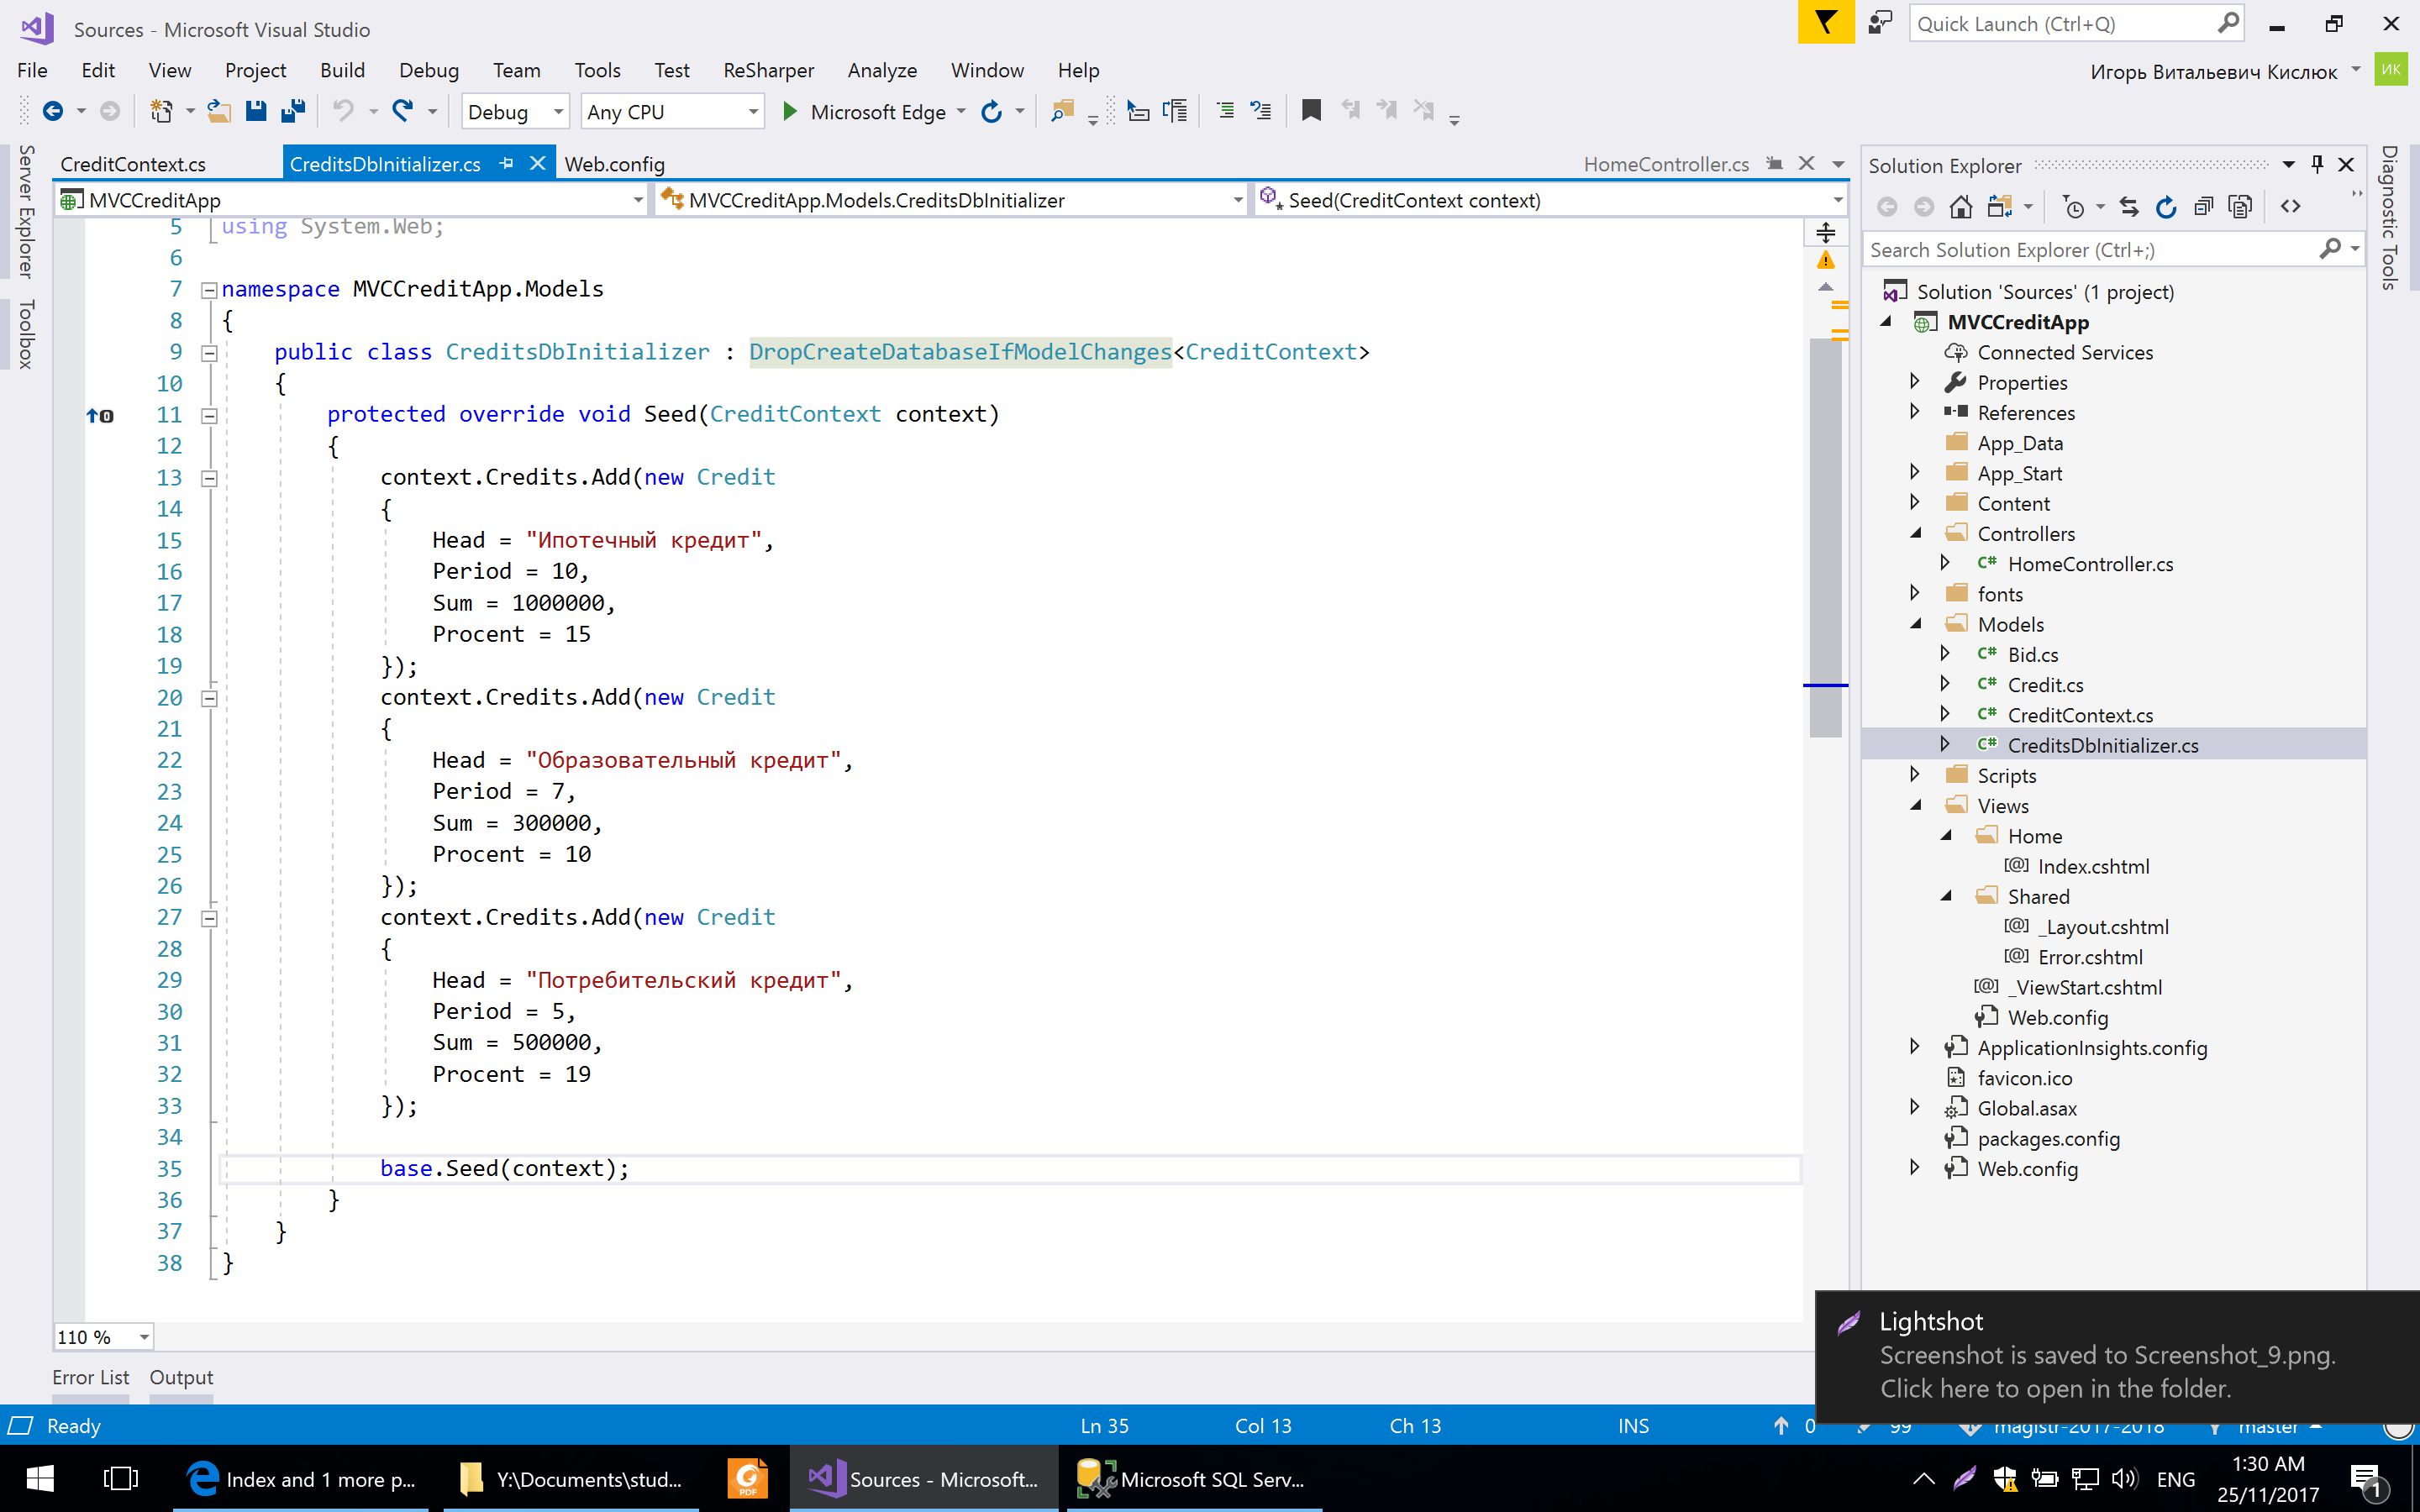 Sources - Microsoft Visual Studio
Quick Launch (Ctrl+Q)
File Edit View Project Build Debug Team Tools Test ReSharper Analyze Window Help
Игорь Витальевич Кислюк ИК
Debug Any CPU Microsoft Edge
Server Explorer
Toolbox
CreditContext.cs CreditsDbInitializer.cs Web.config HomeController.cs
MVCCreditApp MVCCreditApp.Models.CreditsDbInitializer Seed(CreditContext context)
5 using System.Web;
6
7 namespace MVCCreditApp.Models
8 {
9 public class CreditsDbInitializer : DropCreateDatabaseIfModelChanges<CreditContext>
10 {
11 protected override void Seed(CreditContext context)
12 {
13 context.Credits.Add(new Credit
14 {
15 Head = "Ипотечный кредит",
16 Period = 10,
17 Sum = 1000000,
18 Procent = 15
19 });
20 context.Credits.Add(new Credit
21 {
22 Head = "Образовательный кредит",
23 Period = 7,
24 Sum = 300000,
25 Procent = 10
26 });
27 context.Credits.Add(new Credit
28 {
29 Head = "Потребительский кредит",
30 Period = 5,
31 Sum = 500000,
32 Procent = 19
33 });
34
35 base.Seed(context);
36 }
37 }
38 }
110 %
Error List Output
Solution Explorer
Search Solution Explorer (Ctrl+;)
Solution 'Sources' (1 project)
MVCCreditApp
Connected Services
Properties
References
App_Data
App_Start
Content
Controllers
C# HomeController.cs
fonts
Models
C# Bid.cs
C# Credit.cs
C# CreditContext.cs
C# CreditsDbInitializer.cs
Scripts
Views
Home
[@] Index.cshtml
Shared
[@] _Layout.cshtml
[@] Error.cshtml
[@] _ViewStart.cshtml
Web.config
ApplicationInsights.config
favicon.ico
Global.asax
packages.config
Web.config
Diagnostic Tools
Lightshot
Screenshot is saved to Screenshot_9.png.
Click here to open in the folder.
Ready Ln 35 Col 13 Ch 13 INS 0 99 magistr-2017-2018 master
Index and 1 more p... Y:\Documents\stud... PDF Sources - Microsoft... Microsoft SQL Serv... ENG 1:30 AM
25/11/2017 1